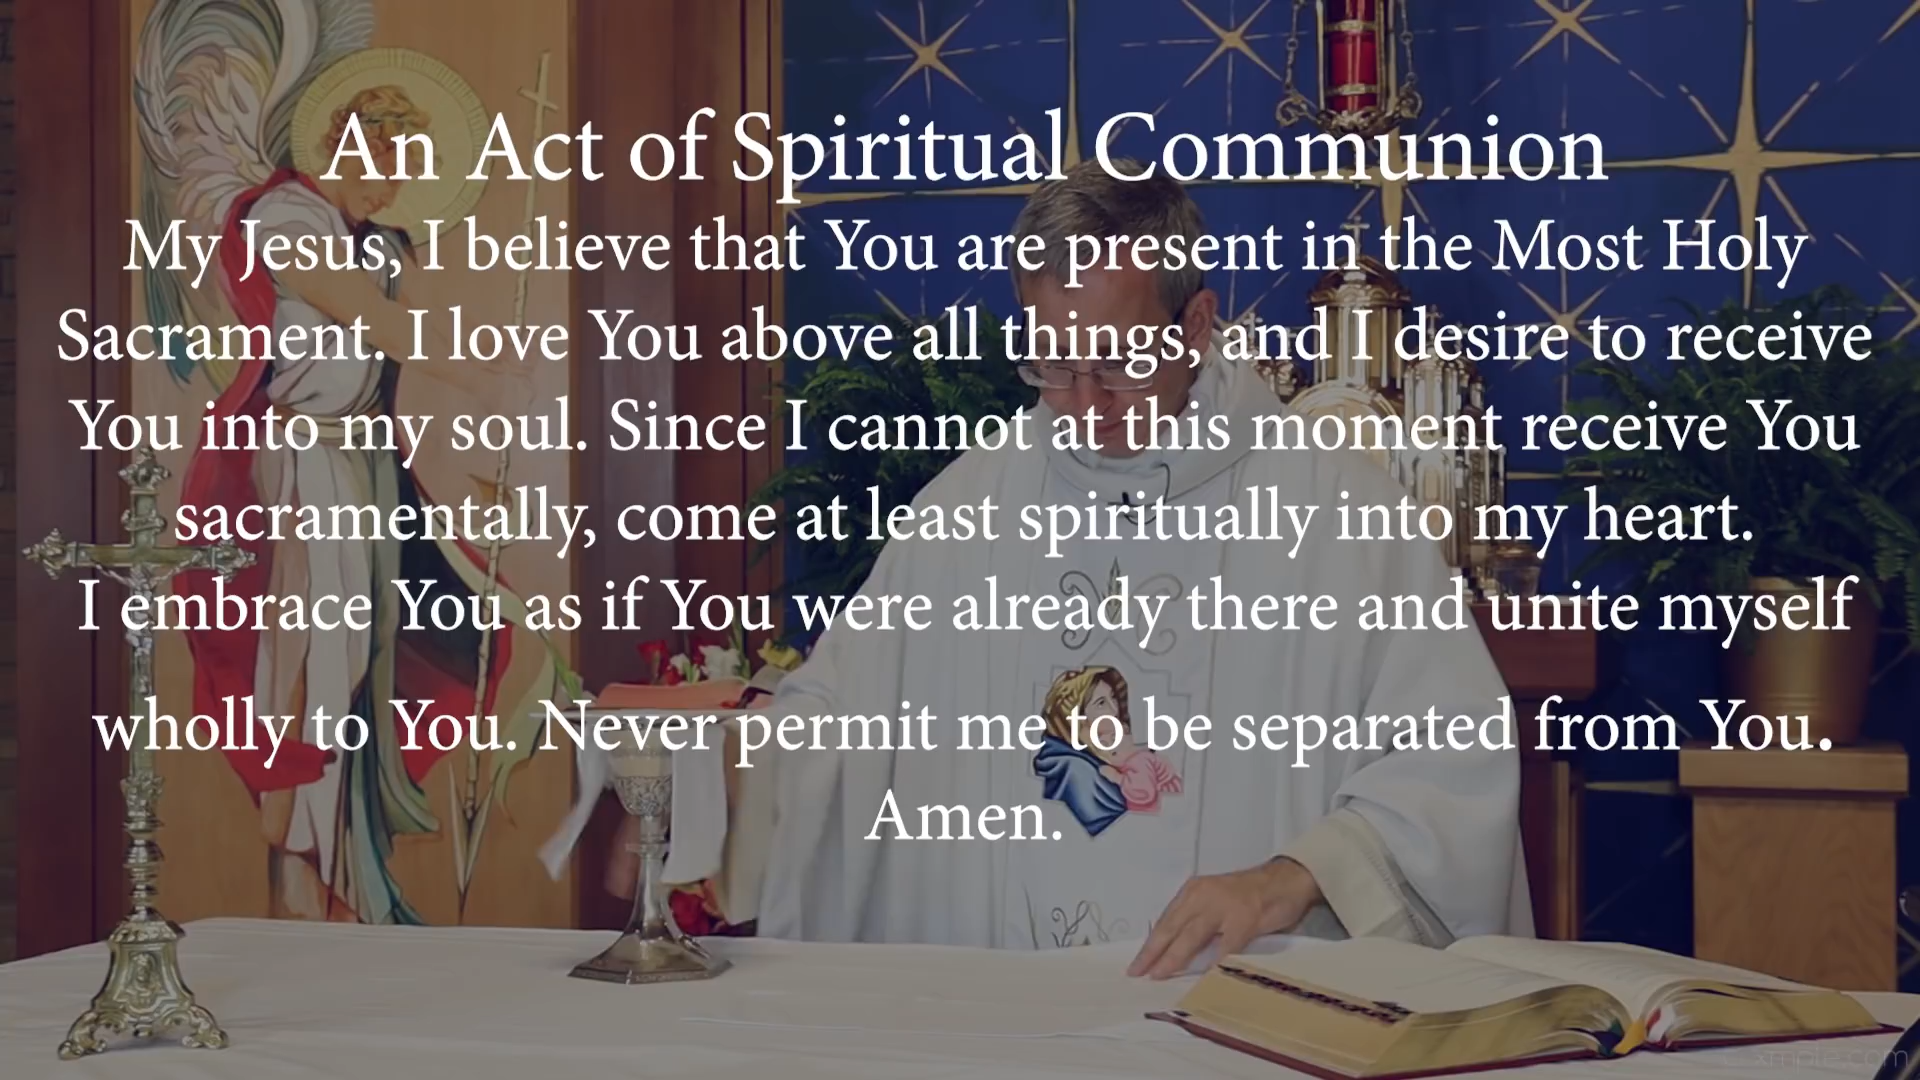 An Act of Spiritual Communion
My Jesus, I believe that You are present in the Most Holy
Sacrament. I love You above all things, and I desire to receive
You into my soul. Since I cannot at this moment receive You
sacramentally, come at least spiritually into my heart.
I embrace You as if You were already there and unite myself
wholly to You. Never permit me to be separated from You.
Amen.